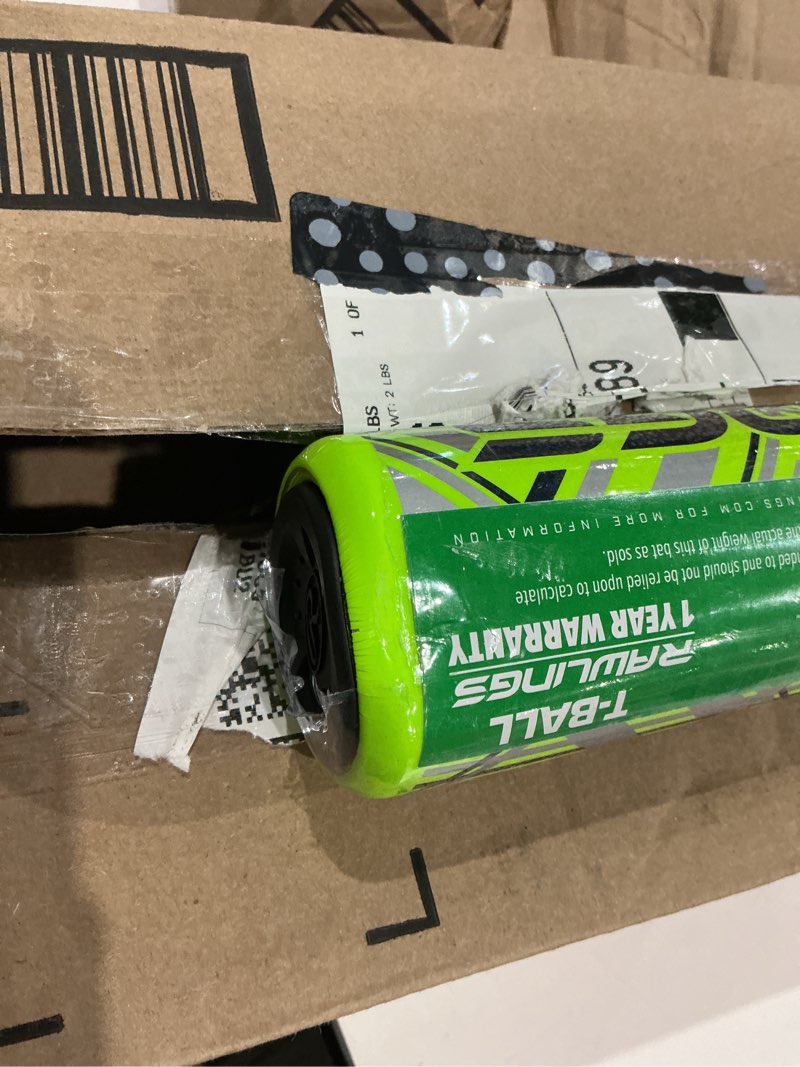 1 OF
LBS
WT: 2 LBS
89
T-BALL
RAWLINGS
1 YEAR WARRANTY
nded to and should not be relied upon to calculate
he actual weight of this bat as sold.
NGS.COM FOR MORE INFORMATION